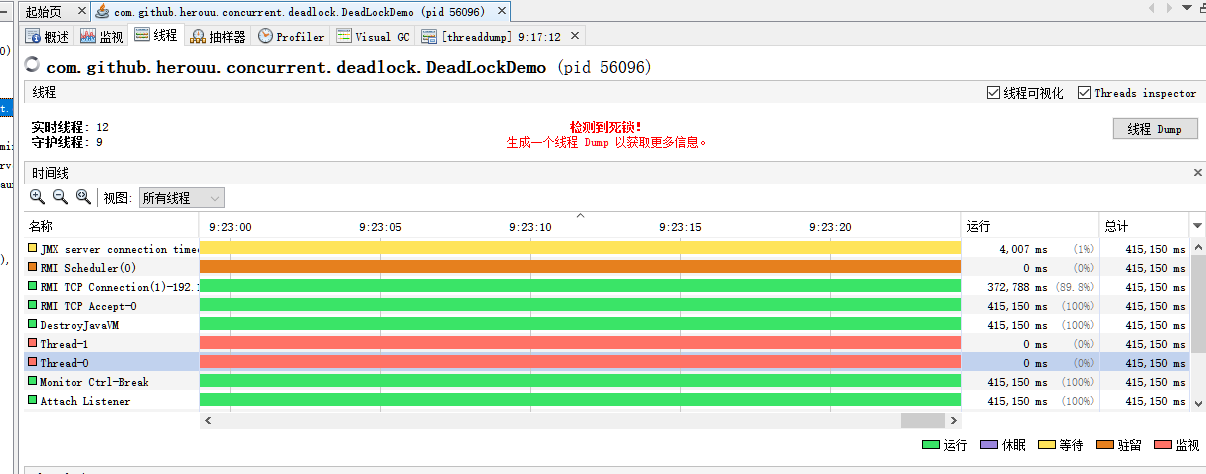 起始页 com.github.herouu.concurrent.deadlock.DeadLockDemo (pid 56096)
概述 监视 线程 抽样器 Profiler Visual GC [threaddump] 9:17:12
com.github.herouu.concurrent.deadlock.DeadLockDemo (pid 56096)
线程 线程可视化 Threads inspector
实时线程: 12 检测到死锁! 线程 Dump
守护线程: 9 生成一个线程 Dump 以获取更多信息。
时间线
视图: 所有线程
名称 9:23:00 9:23:05 9:23:10 9:23:15 9:23:20 运行 总计
JMX server connection time 4,007 ms (1%) 415,150 ms
RMI Scheduler(0) 0 ms (0%) 415,150 ms
RMI TCP Connection(1)-192. 372,788 ms (89.8%) 415,150 ms
RMI TCP Accept-0 415,150 ms (100%) 415,150 ms
DestroyJavaVM 415,150 ms (100%) 415,150 ms
Thread-1 0 ms (0%) 415,150 ms
Thread-0 0 ms (0%) 415,150 ms
Monitor Ctrl-Break 415,150 ms (100%) 415,150 ms
Attach Listener 415,150 ms (100%) 415,150 ms
运行 休眠 等待 驻留 监视